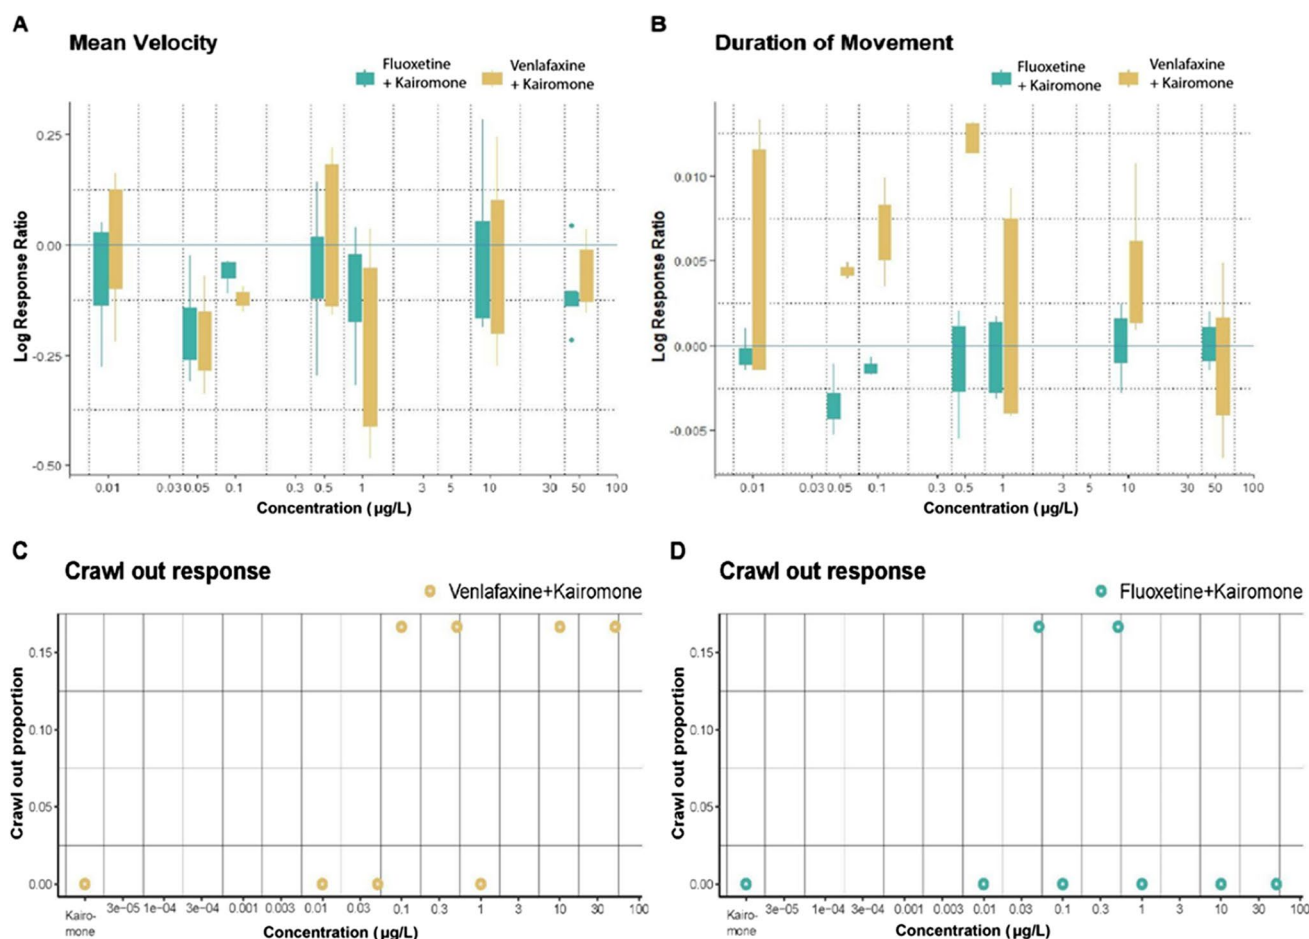 A
Mean Velocity
Fluoxetine
+ Kairomone
Venlafaxine
+ Kairomone
Log Response Ratio
0.25
0.00
-0.25
-0.50
0.01 0.03 0.05 0.1 0.3 0.5 1 3 5 10 30 50 100
Concentration (µg/L)
B
Duration of Movement
Fluoxetine
+ Kairomone
Venlafaxine
+ Kairomone
Log Response Ratio
0.010
0.005
0.000
-0.005
0.01 0.03 0.05 0.1 0.3 0.5 1 3 5 10 30 50 100
Concentration (µg/L)
C
Crawl out response
Venlafaxine+Kairomone
Crawl out proportion
0.15
0.10
0.05
0.00
Kairo-
mone
3e-05 1e-04 3e-04 0.001 0.003 0.01 0.03 0.1 0.3 1 3 10 30 100
Concentration (µg/L)
D
Crawl out response
Fluoxetine+Kairomone
Crawl out proportion
0.15
0.10
0.05
0.00
Kairo-
mone
3e-05 1e-04 3e-04 0.001 0.003 0.01 0.03 0.1 0.3 1 3 10 30 100
Concentration (µg/L)